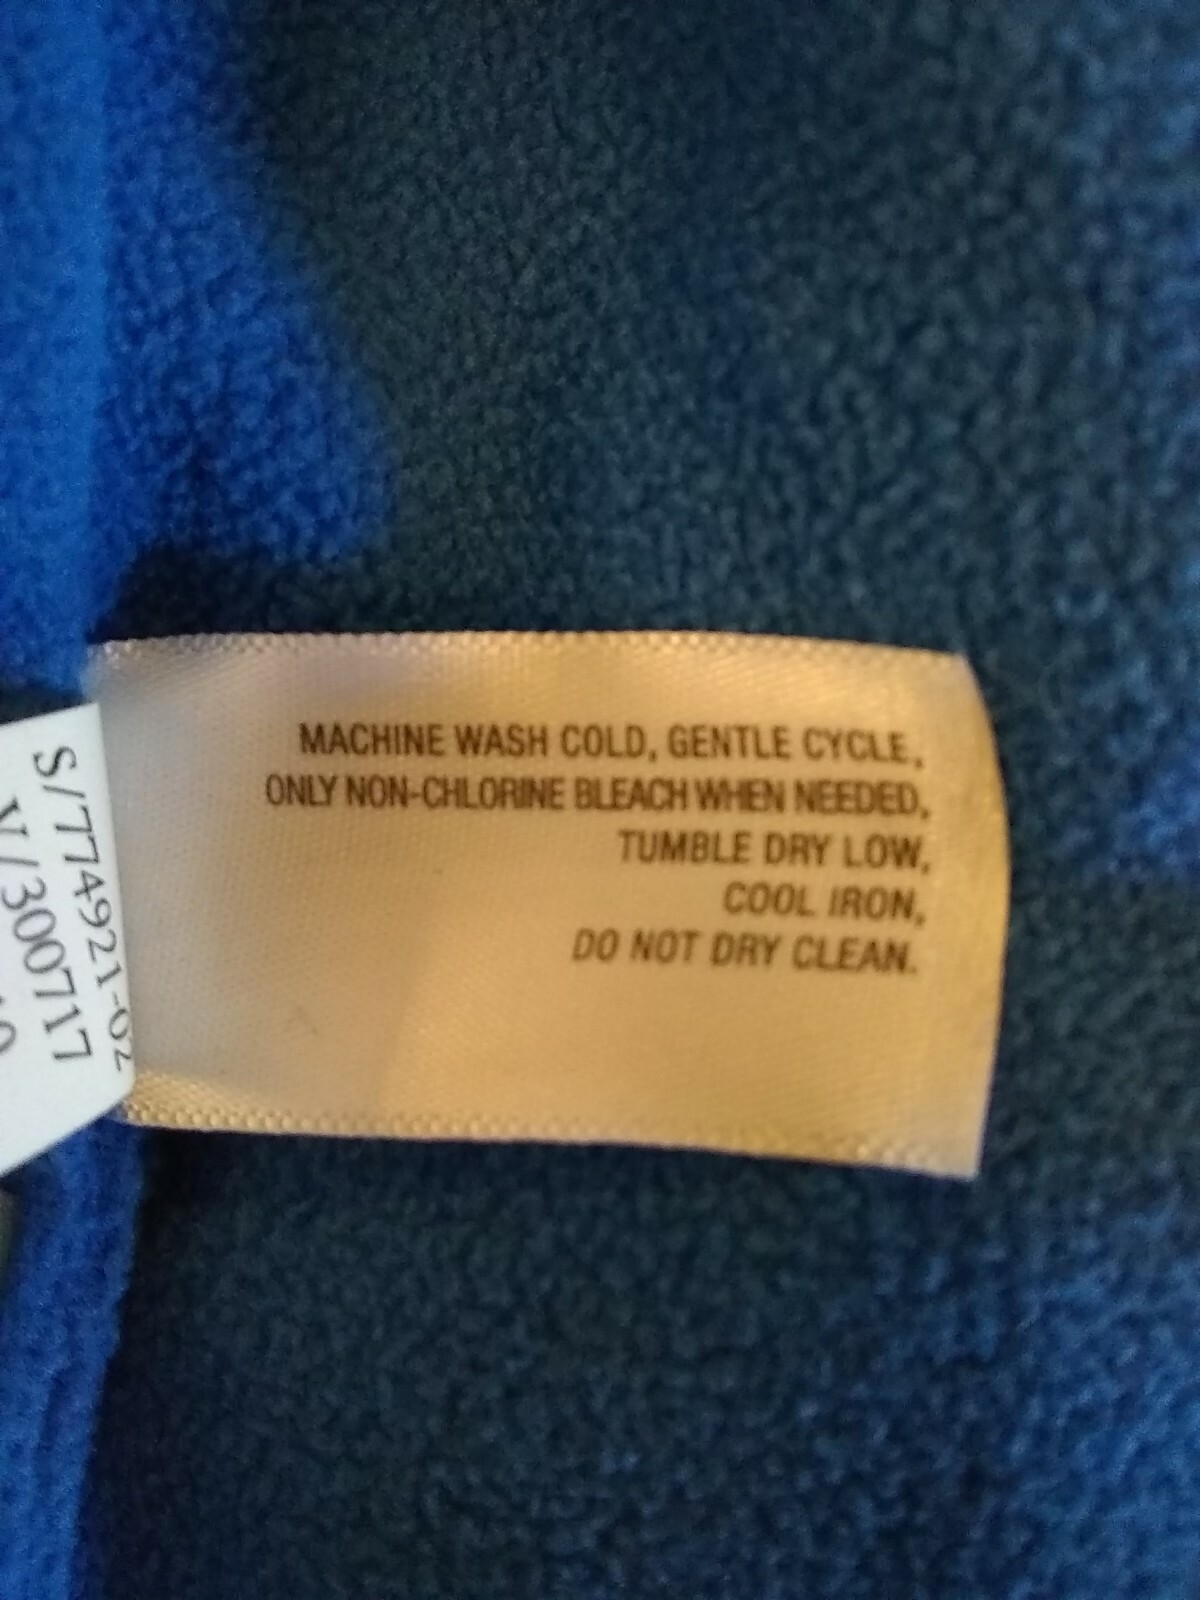 MACHINE WASH COLD, GENTLE CYCLE,
ONLY NON-CHLORINE BLEACH WHEN NEEDED,
TUMBLE DRY LOW,
COOL IRON,
DO NOT DRY CLEAN.
S/774921-02
V/300717